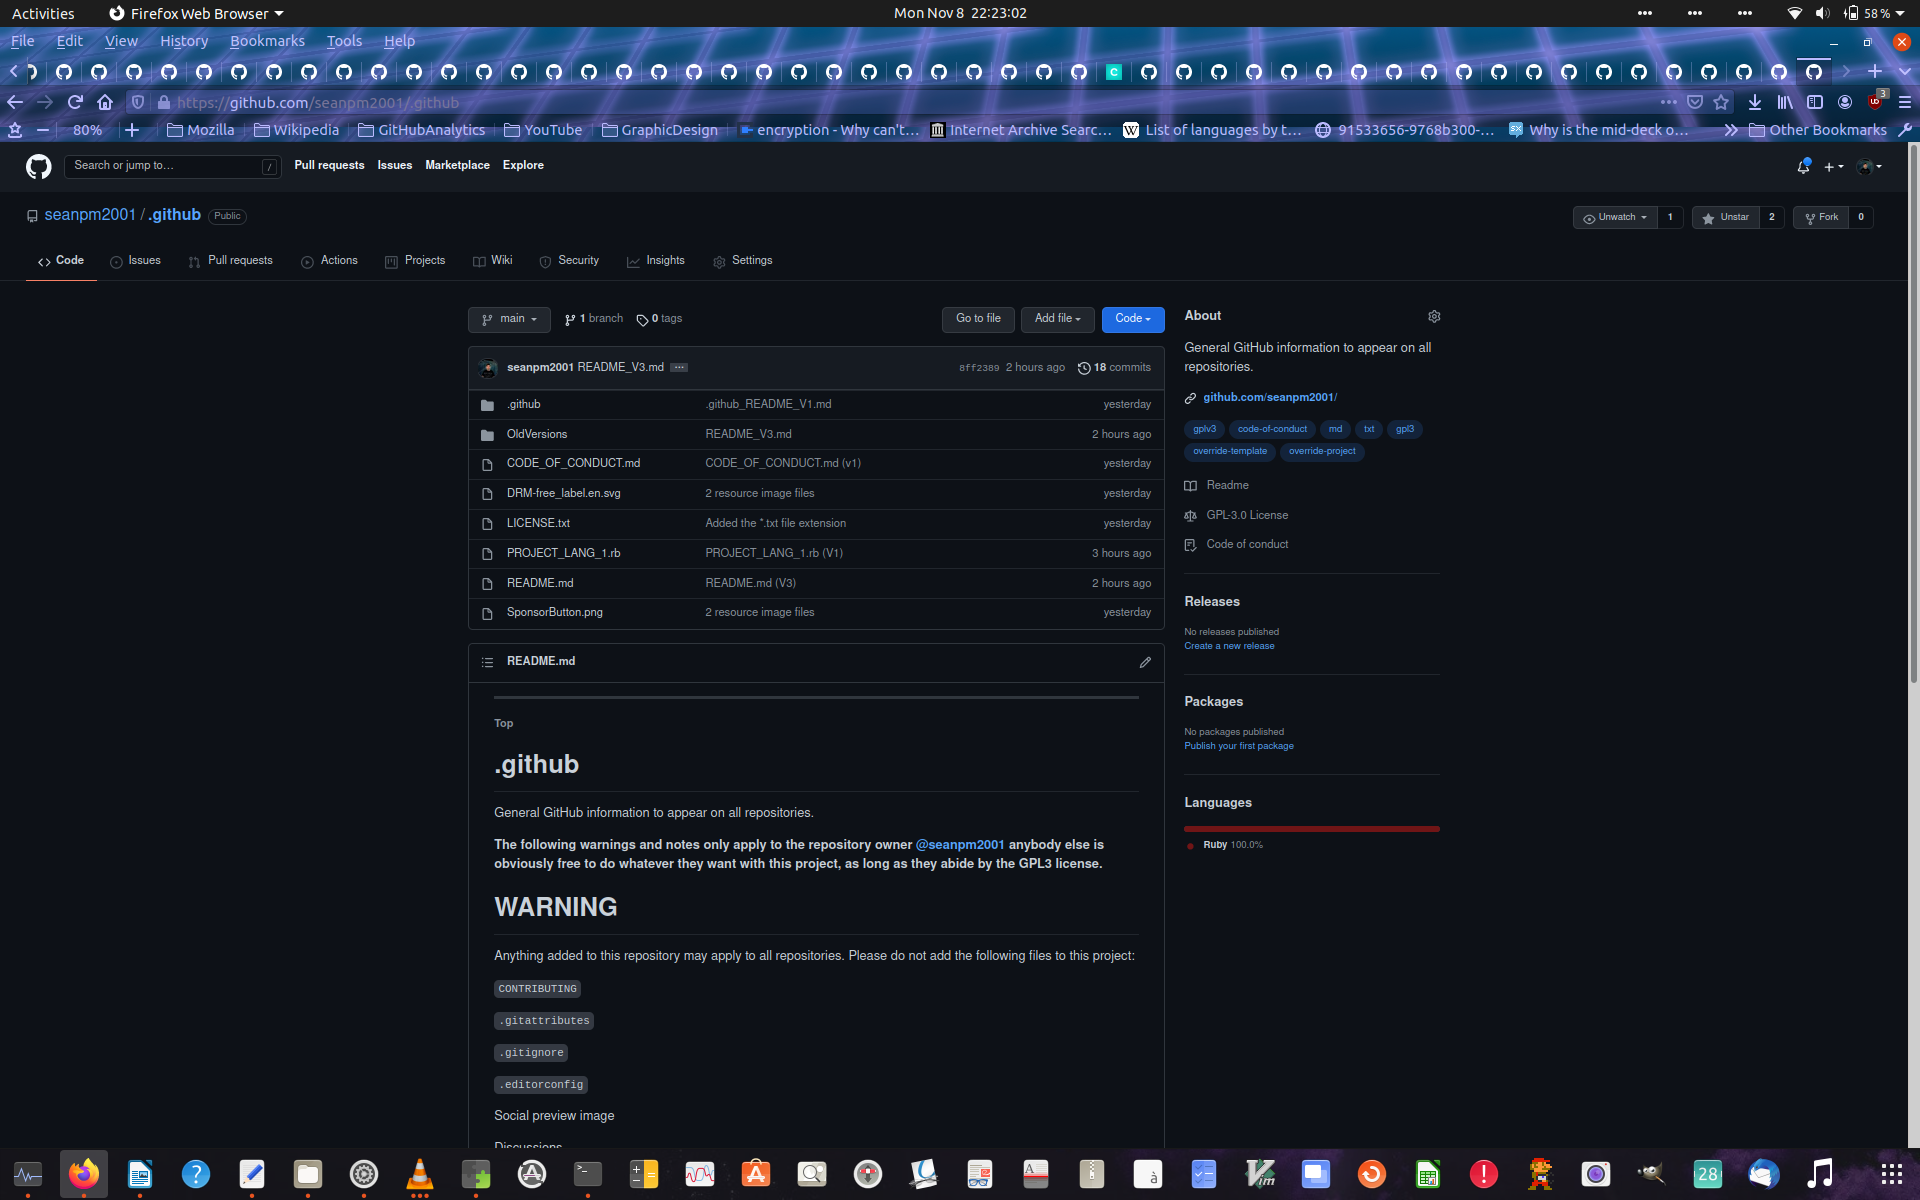 Activities
Firefox Web Browser
Mon Nov 8 22:23:02
58 %
File Edit View History Bookmarks Tools Help
https://github.com/seanpm2001/.github
3
80%
Mozilla
Wikipedia
GitHubAnalytics
YouTube
GraphicDesign
encryption - Why can't…
Internet Archive Searc…
List of languages by t…
91533656-9768b300-…
Why is the mid-deck o…
Other Bookmarks
Search or jump to…
/
Pull requests Issues Marketplace Explore
seanpm2001 / .github Public
Unwatch 1
Unstar 2
Fork 0
Code
Issues
Pull requests
Actions
Projects
Wiki
Security
Insights
Settings
main
1 branch
0 tags
Go to file
Add file
Code
seanpm2001 README_V3.md ...
8ff2389 2 hours ago 18 commits
.github .github_README_V1.md yesterday
OldVersions README_V3.md 2 hours ago
CODE_OF_CONDUCT.md CODE_OF_CONDUCT.md (v1) yesterday
DRM-free_label.en.svg 2 resource image files yesterday
LICENSE.txt Added the *.txt file extension yesterday
PROJECT_LANG_1.rb PROJECT_LANG_1.rb (V1) 3 hours ago
README.md README.md (V3) 2 hours ago
SponsorButton.png 2 resource image files yesterday
README.md
Top
.github
General GitHub information to appear on all repositories.
The following warnings and notes only apply to the repository owner @seanpm2001 anybody else is
obviously free to do whatever they want with this project, as long as they abide by the GPL3 license.
WARNING
Anything added to this repository may apply to all repositories. Please do not add the following files to this project:
CONTRIBUTING
.gitattributes
.gitignore
.editorconfig
Social preview image
Discussions
About
General GitHub information to appear on all
repositories.
github.com/seanpm2001/
gplv3 code-of-conduct md txt gpl3
override-template override-project
Readme
GPL-3.0 License
Code of conduct
Releases
No releases published
Create a new release
Packages
No packages published
Publish your first package
Languages
Ruby 100.0%
28